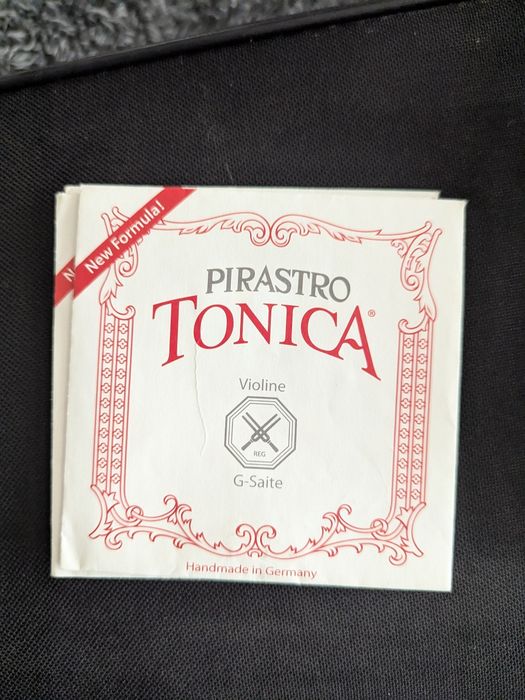 New Formula!
N
PIRASTRO
TONICA®
Violine
REG
G-Saite
Handmade in Germany